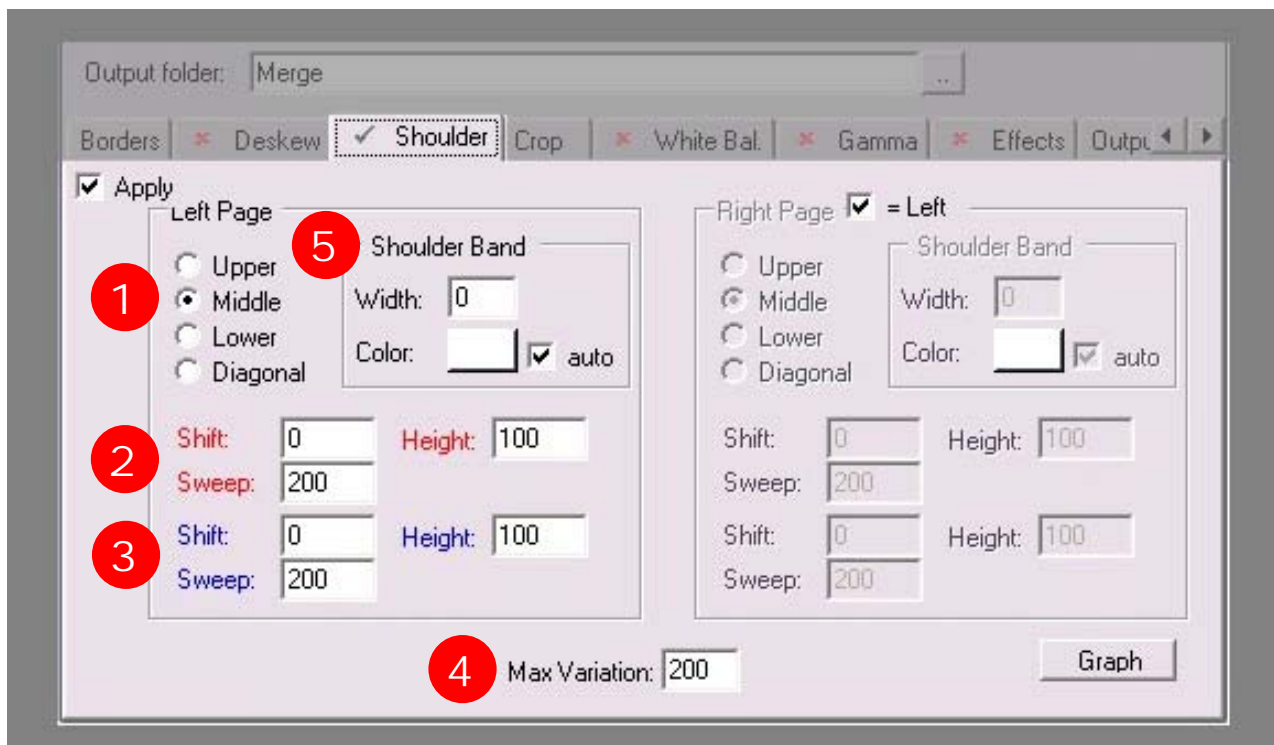 Output folder: Merge ..
Borders Deskew Shoulder Crop White Bal. Gamma Effects Outpu
Apply
Left Page
Right Page = Left
5 Shoulder Band
Shoulder Band
Upper
Upper
1 Middle Width: 0
Middle Width: 0
Lower
Lower
Color: auto
Color: auto
Diagonal
Diagonal
2 Shift: 0 Height: 100
Sweep: 200
Shift: 0 Height: 100
Sweep: 200
3 Shift: 0 Height: 100
Sweep: 200
Shift: 0 Height: 100
Sweep: 200
4 Max Variation: 200
Graph